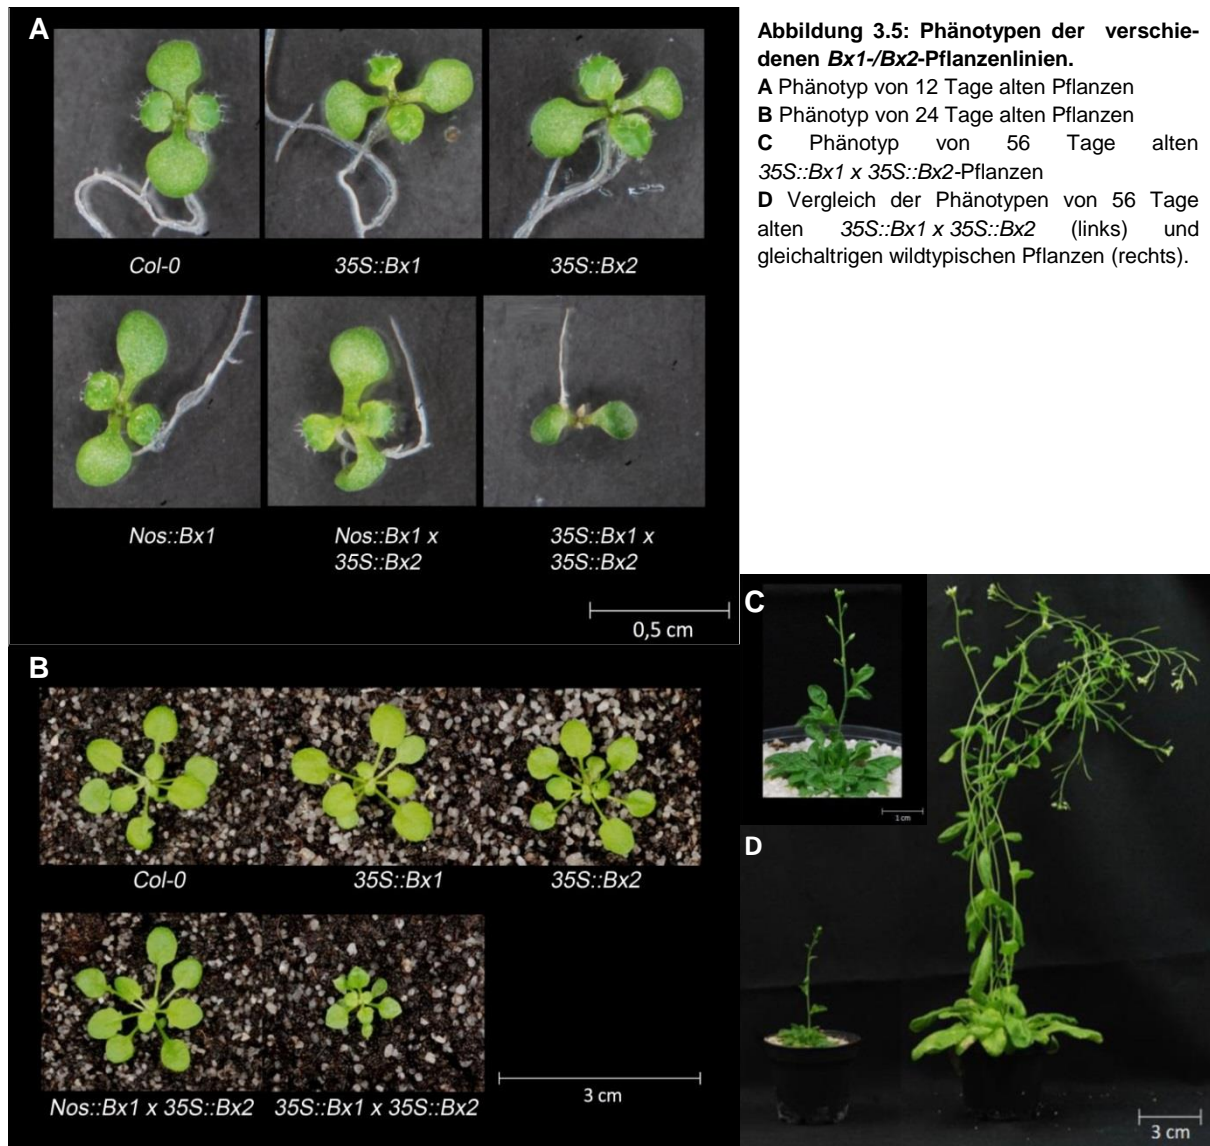 A
Col-0
35S::Bx1
35S::Bx2
Nos::Bx1
Nos::Bx1 x
35S::Bx2
35S::Bx1 x
35S::Bx2
0,5 cm
Abbildung 3.5: Phänotypen der verschie-
denen Bx1-/Bx2-Pflanzenlinien.
A Phänotyp von 12 Tage alten Pflanzen
B Phänotyp von 24 Tage alten Pflanzen
C Phänotyp von 56 Tage alten
35S::Bx1 x 35S::Bx2-Pflanzen
D Vergleich der Phänotypen von 56 Tage
alten 35S::Bx1 x 35S::Bx2 (links) und
gleichaltrigen wildtypischen Pflanzen (rechts).
B
Col-0
35S::Bx1
35S::Bx2
Nos::Bx1 x 35S::Bx2
35S::Bx1 x 35S::Bx2
3 cm
C
1 cm
D
3 cm